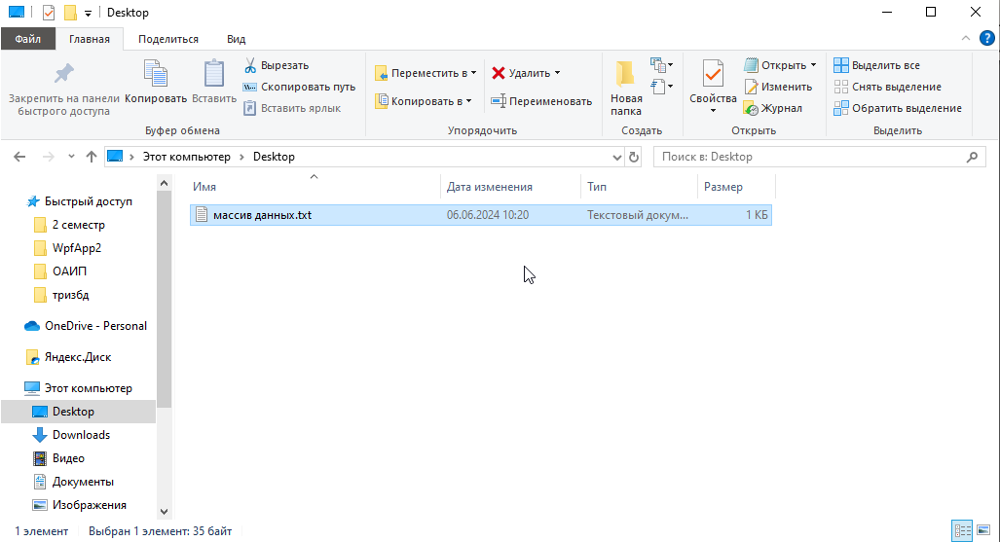 Desktop
Файл Главная Поделиться Вид
Закрепить на панели быстрого доступа
Копировать
Вставить
Вырезать
Скопировать путь
Вставить ярлык
Буфер обмена
Переместить в
Копировать в
Удалить
Переименовать
Упорядочить
Новая папка
Создать
Свойства
Открыть
Изменить
Журнал
Открыть
Выделить все
Снять выделение
Обратить выделение
Выделить
Этот компьютер > Desktop
Поиск в: Desktop
Быстрый доступ
2 семестр
WpfApp2
ОАИП
тризбд
OneDrive - Personal
Яндекс.Диск
Этот компьютер
Desktop
Downloads
Видео
Документы
Изображения
Имя Дата изменения Тип Размер
массив данных.txt 06.06.2024 10:20 Текстовый докум... 1 КБ
1 элемент Выбран 1 элемент: 35 байт